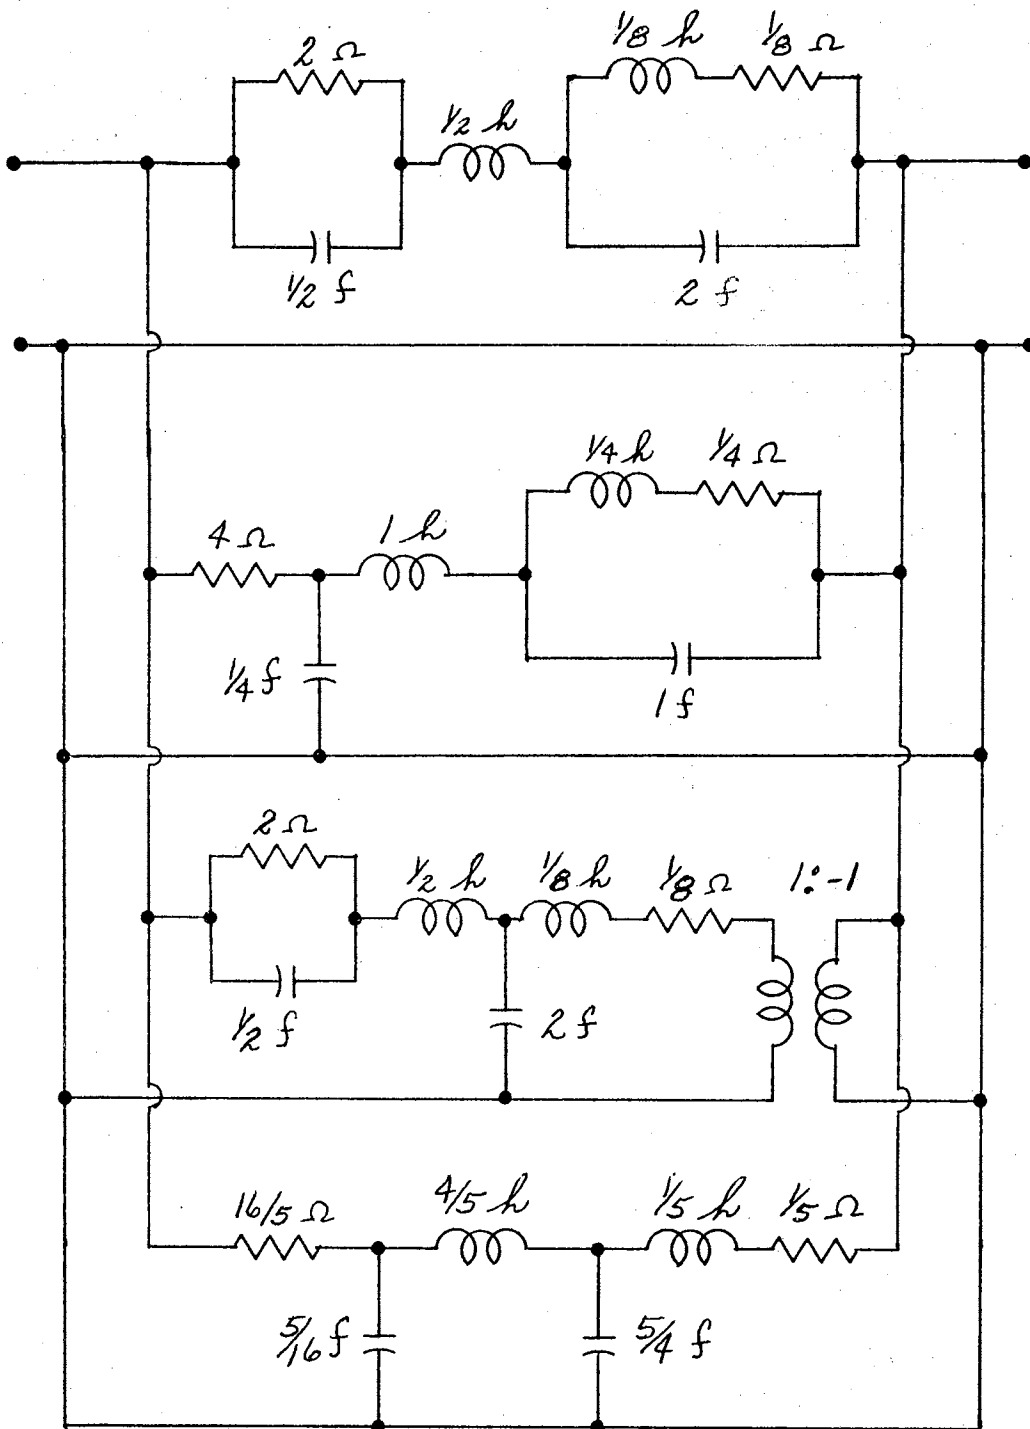 1/8 h 1/8 Ω
2 Ω
1/2 h
1/2 f
2 f
1/4 h 1/4 Ω
4 Ω
1 h
1/4 f
1 f
2 Ω
1/2 h 1/8 h 1/8 Ω 1:-1
1/2 f
2 f
16/5 Ω 4/5 h 1/5 h 1/5 Ω
5/16 f
5/4 f